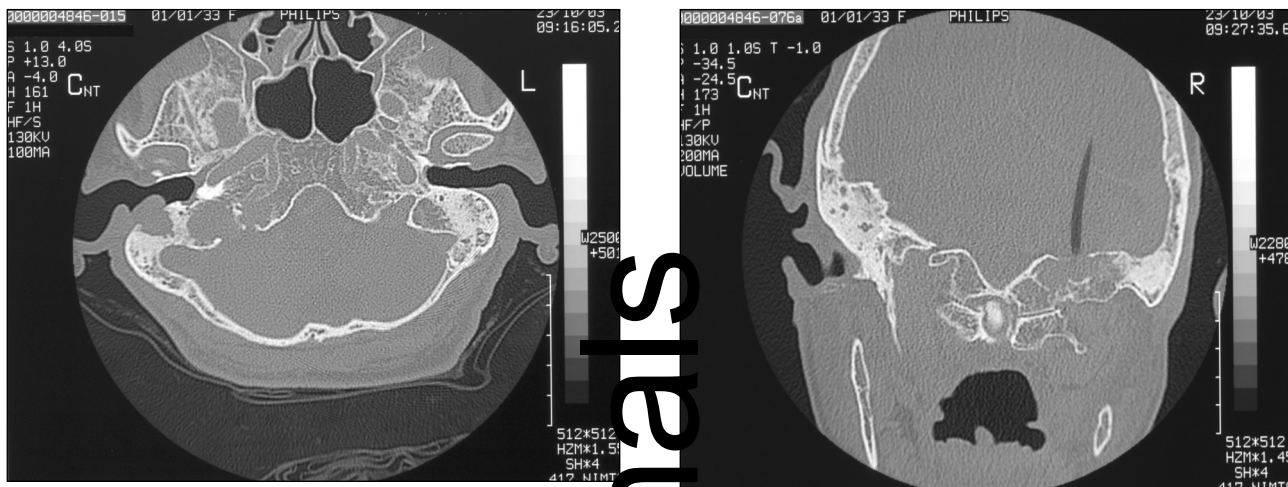 0000004846-015 01/01/33 F PHILIPS 23/10/03
09:16:05.2
S 1.0 4.0S
P +13.0
A -4.0
H 161
F 1H
HF/S
130KV
100MA
CNT
L
W2500
+501
512*512
HZM*1.55
SH*4
0000004846-076a 01/01/33 F PHILIPS 23/10/03
09:27:35.6
S 1.0 1.0S T -1.0
P -34.5
A -24.5
H 173
F 1H
HF/P
130KV
200MA
VOLUME
CNT
R
W2280
+478
512*512
HZM*1.45
SH*4
nals